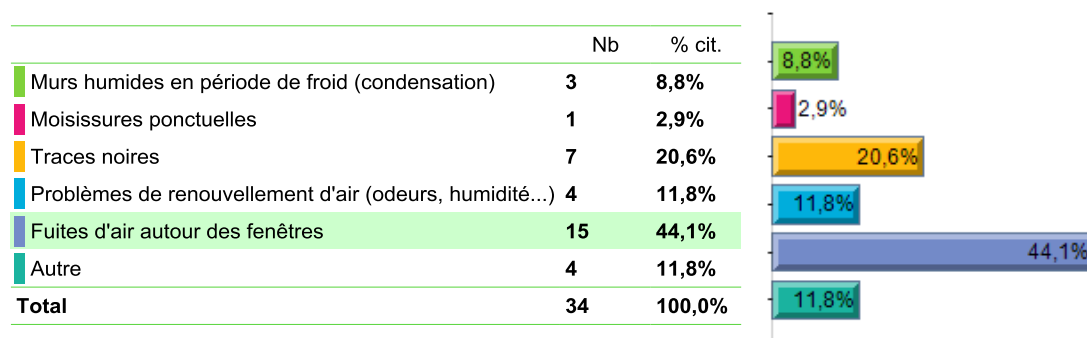 Nb % cit.
Murs humides en période de froid (condensation) 3 8,8%
Moisissures ponctuelles 1 2,9%
Traces noires 7 20,6%
Problèmes de renouvellement d'air (odeurs, humidité...) 4 11,8%
Fuites d'air autour des fenêtres 15 44,1%
Autre 4 11,8%
Total 34 100,0%
8,8%
2,9%
20,6%
11,8%
44,1%
11,8%